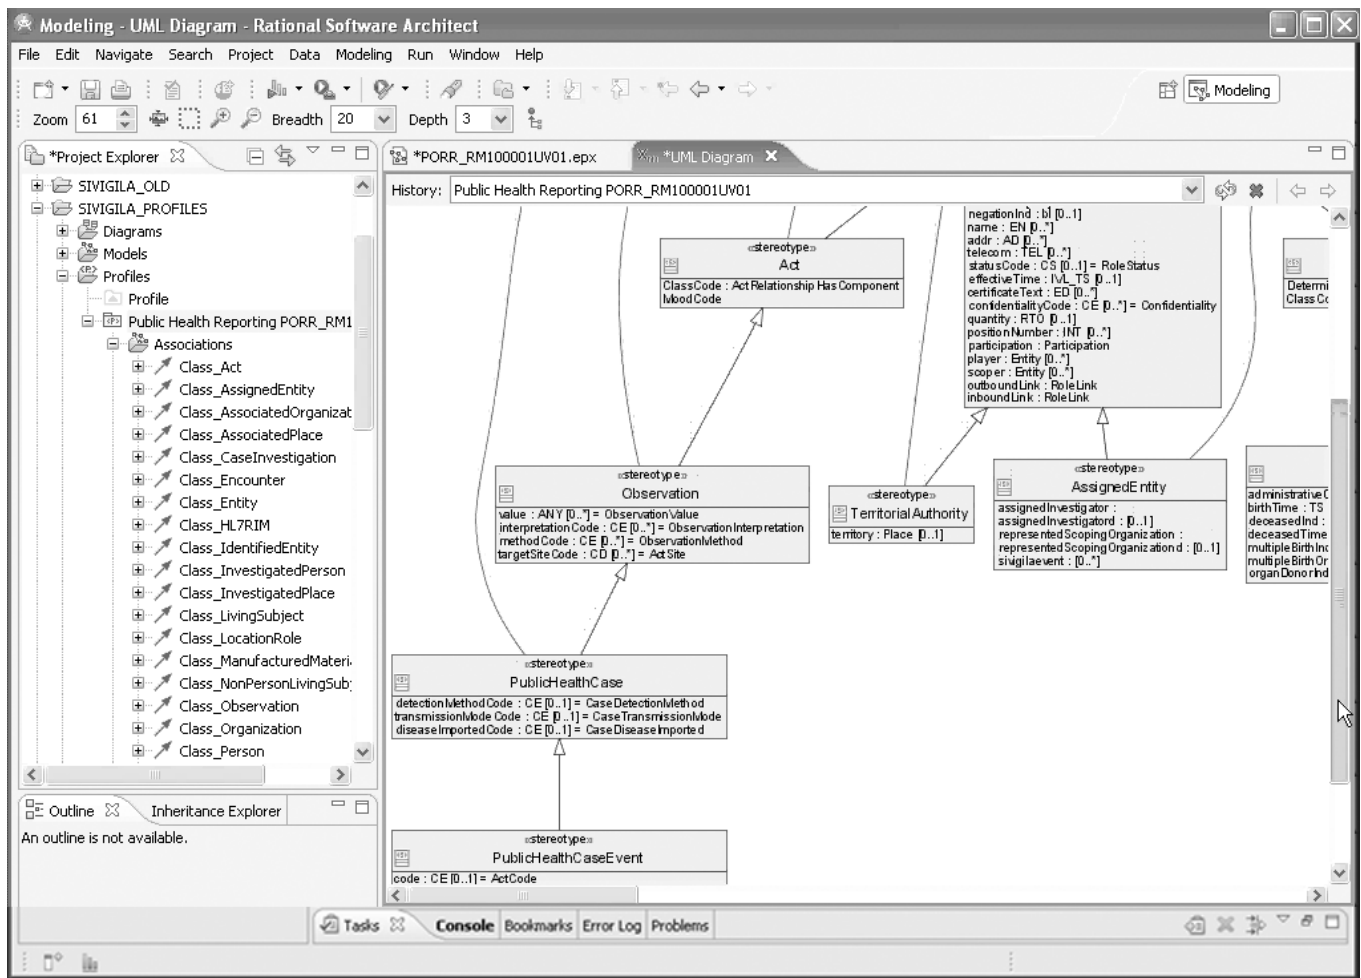 Modeling - UML Diagram - Rational Software Architect
File Edit Navigate Search Project Data Modeling Run Window Help
Modeling
Zoom 61 Breadth 20 Depth 3
*Project Explorer
SIVIGILA_OLD
SIVIGILA_PROFILES
Diagrams
Models
Profiles
Profile
Public Health Reporting PORR_RM1
Associations
Class_Act
Class_AssignedEntity
Class_AssociatedOrganizat
Class_AssociatedPlace
Class_CaseInvestigation
Class_Encounter
Class_Entity
Class_HL7RIM
Class_IdentifiedEntity
Class_InvestigatedPerson
Class_InvestigatedPlace
Class_LivingSubject
Class_LocationRole
Class_ManufacturedMateri
Class_NonPersonLivingSubj
Class_Observation
Class_Organization
Class_Person
Outline Inheritance Explorer
An outline is not available.
*PORR_RM100001UV01.epx *UML Diagram
History: Public Health Reporting PORR_RM100001UV01
«stereotype»
Act
ClassCode : ActRelationship Has Component
MoodCode
negationInd : bl [0..1]
name : EN [0..*]
addr : AD [0..*]
telecom : TEL [0..*]
statusCode : CS [0..1] = RoleStatus
effectiveTime : IVL_TS [0..1]
certificateText : ED [0..*]
confidentialityCode : CE [0..*] = Confidentiality
quantity : RTO [0..1]
positionNumber : INT [0..*]
participation : Participation
player : Entity [0..*]
scoper : Entity [0..*]
outboundLink : RoleLink
inboundLink : RoleLink
Determi
Class Co
«stereotype»
Observation
value : ANY [0..*] = ObservationValue
interpretationCode : CE [0..*] = ObservationInterpretation
methodCode : CE [0..*] = ObservationMethod
targetSiteCode : CD [0..*] = ActSite
«stereotype»
TerritorialAuthority
territory : Place [0..1]
«stereotype»
AssignedEntity
assignedInvestigator :
assignedInvestigatord : [0..1]
representedScopingOrganization :
representedScopingOrganizationd : [0..1]
sivigilaevent : [0..*]
administrativeG
birthTime : TS
deceasedInd :
deceasedTime
multipleBirthInd
multipleBirthOr
organDonorInd
«stereotype»
PublicHealthCase
detectionMethodCode : CE [0..1] = CaseDetectionMethod
transmissionMode Code : CE [0..1] = CaseTransmissionMode
diseaseImportedCode : CE [0..1] = CaseDiseaseImported
«stereotype»
PublicHealthCaseEvent
code : CE [0..1] = ActCode
Tasks Console Bookmarks Error Log Problems